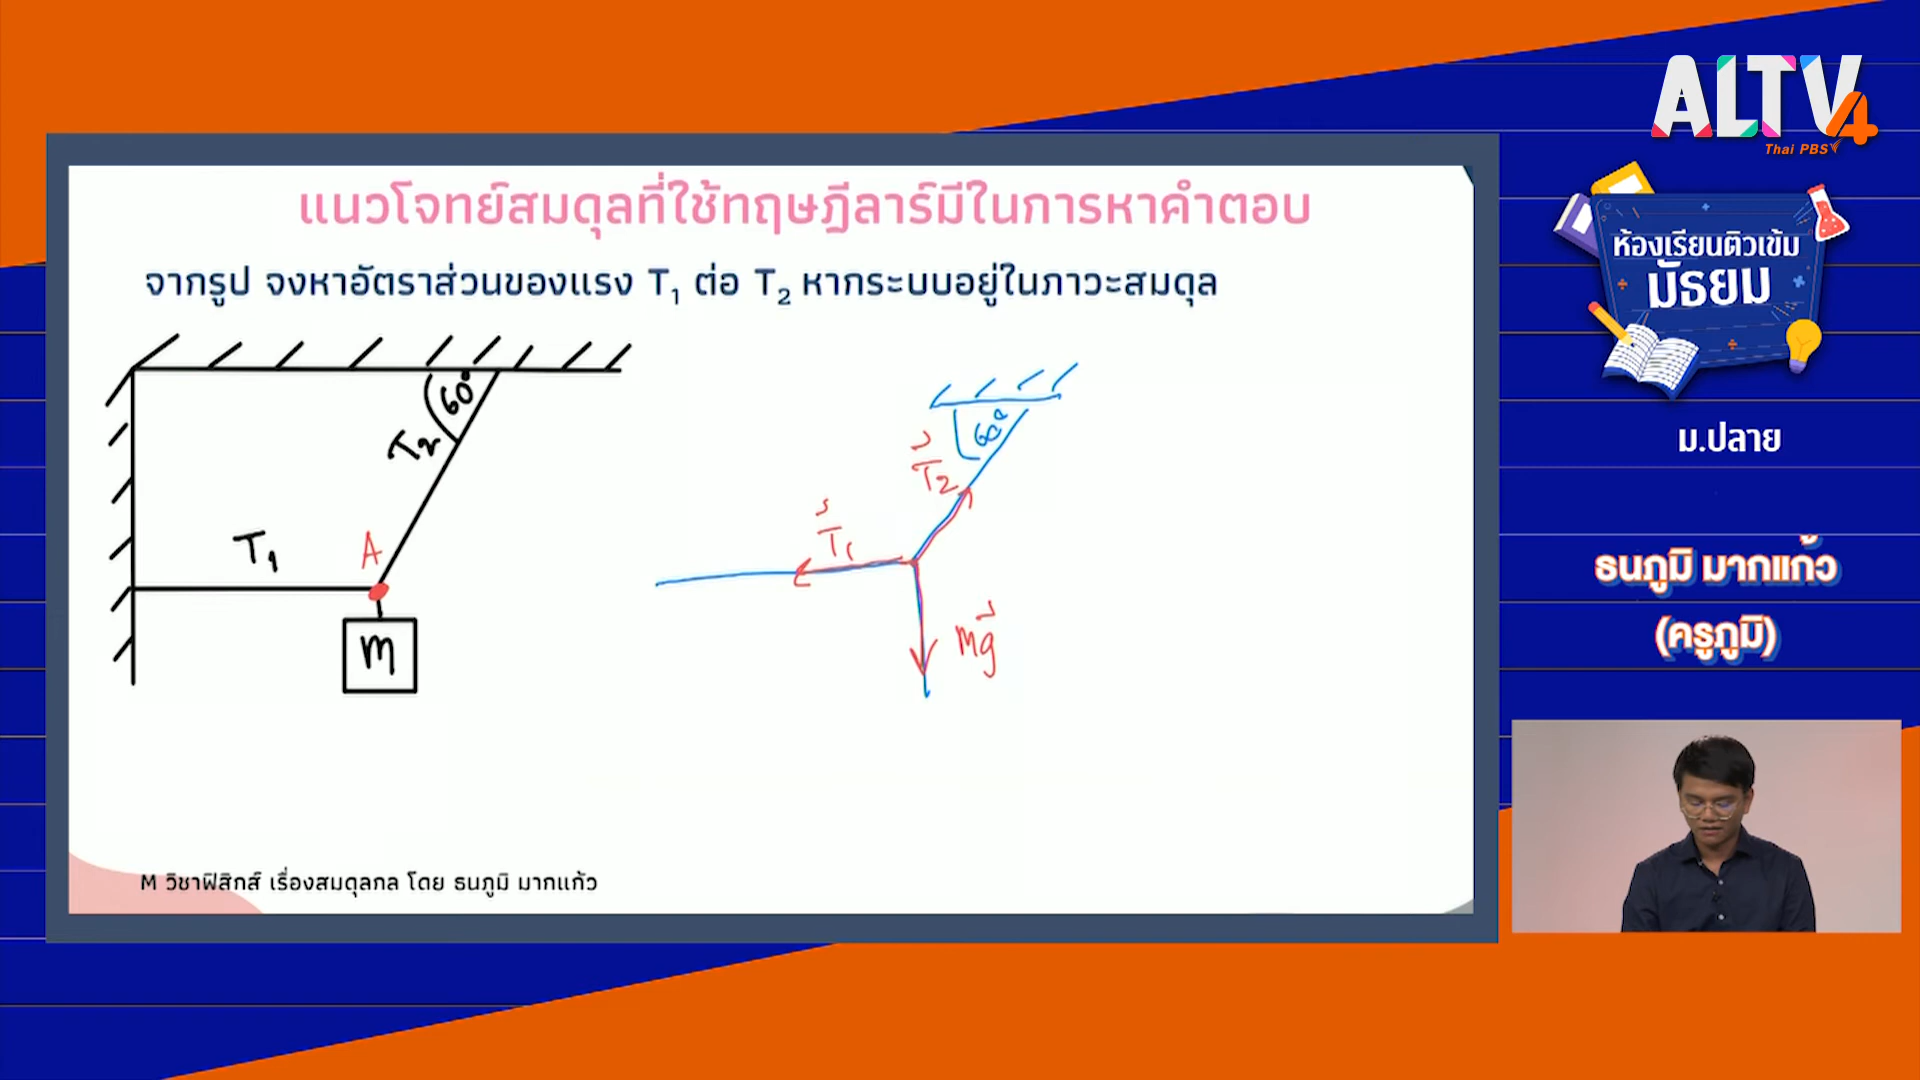 ALTV4
Thai PBS
ห้องเรียนติวเข้ม
มัธยม
ม.ปลาย
ธนภูมิ มากแก้ว
(ครูภูมิ)
แนวโจทย์สมดุลที่ใช้ทฤษฎีลาร์มีในการหาคำตอบ
จากรูป จงหาอัตราส่วนของแรง T₁ ต่อ T₂ หากระบบอยู่ในภาวะสมดุล
60°
T₂
T₁
A
m
60°
T₂
T₁
mg
M วิชาฟิสิกส์ เรื่องสมดุลกล โดย ธนภูมิ มากแก้ว